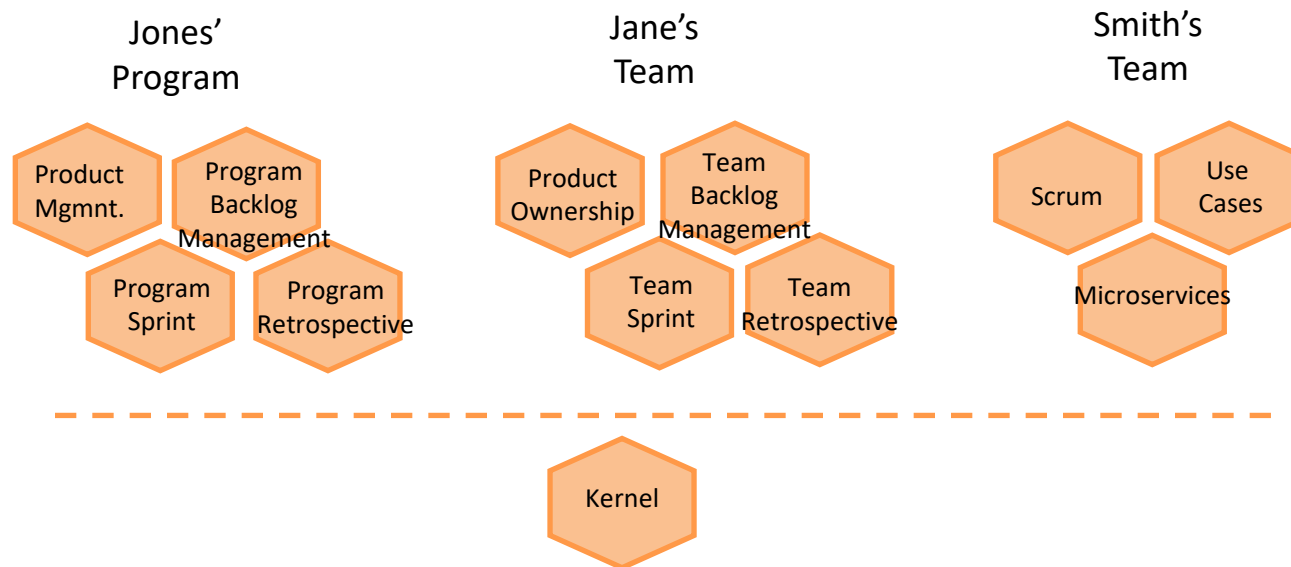 Jones’
Program
Jane’s
Team
Smith’s
Team
Product
Mgmnt.
Program
Backlog
Management
Program
Sprint
Program
Retrospective
Product
Ownership
Team
Backlog
Management
Team
Sprint
Team
Retrospective
Scrum
Use
Cases
Microservices
Kernel